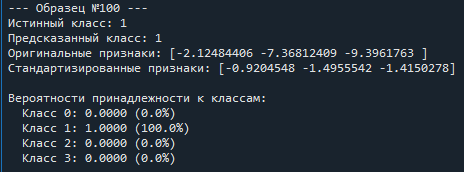 --- Образец №100 ---
Истинный класс: 1
Предсказанный класс: 1
Оригинальные признаки: [-2.12484406 -7.36812409 -9.3961763 ]
Стандартизированные признаки: [-0.9204548 -1.4955542 -1.4150278]

Вероятности принадлежности к классам:
  Класс 0: 0.0000 (0.0%)
  Класс 1: 1.0000 (100.0%)
  Класс 2: 0.0000 (0.0%)
  Класс 3: 0.0000 (0.0%)